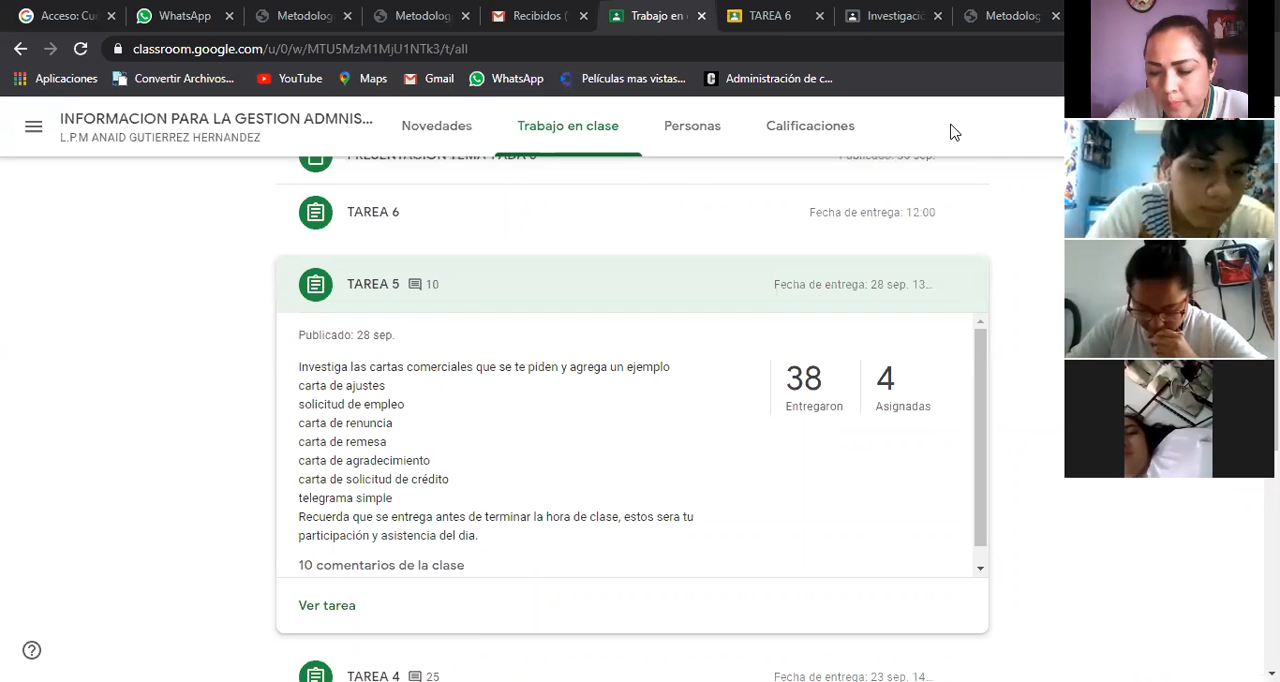 Acceso: Cu
WhatsApp
Metodolog
Metodolog
Recibidos (
Trabajo en
TAREA 6
Investigaci
Metodolog
classroom.google.com/u/0/w/MTU5MzM1MjU1NTk3/t/all
Aplicaciones
Convertir Archivos...
YouTube
Maps
Gmail
WhatsApp
Películas mas vistas...
Administración de c...
INFORMACION PARA LA GESTION ADMNIS...
L.P.M ANAID GUTIERREZ HERNANDEZ
Novedades
Trabajo en clase
Personas
Calificaciones
TAREA 6
Fecha de entrega: 12:00
TAREA 5 10
Fecha de entrega: 28 sep. 13...
Publicado: 28 sep.
Investiga las cartas comerciales que se te piden y agrega un ejemplo
carta de ajustes
solicitud de empleo
carta de renuncia
carta de remesa
carta de agradecimiento
carta de solicitud de crédito
telegrama simple
Recuerda que se entrega antes de terminar la hora de clase, estos sera tu
participación y asistencia del dia.
38
Entregaron
4
Asignadas
10 comentarios de la clase
Ver tarea
TAREA 4 25
Fecha de entrega: 23 sep. 14...